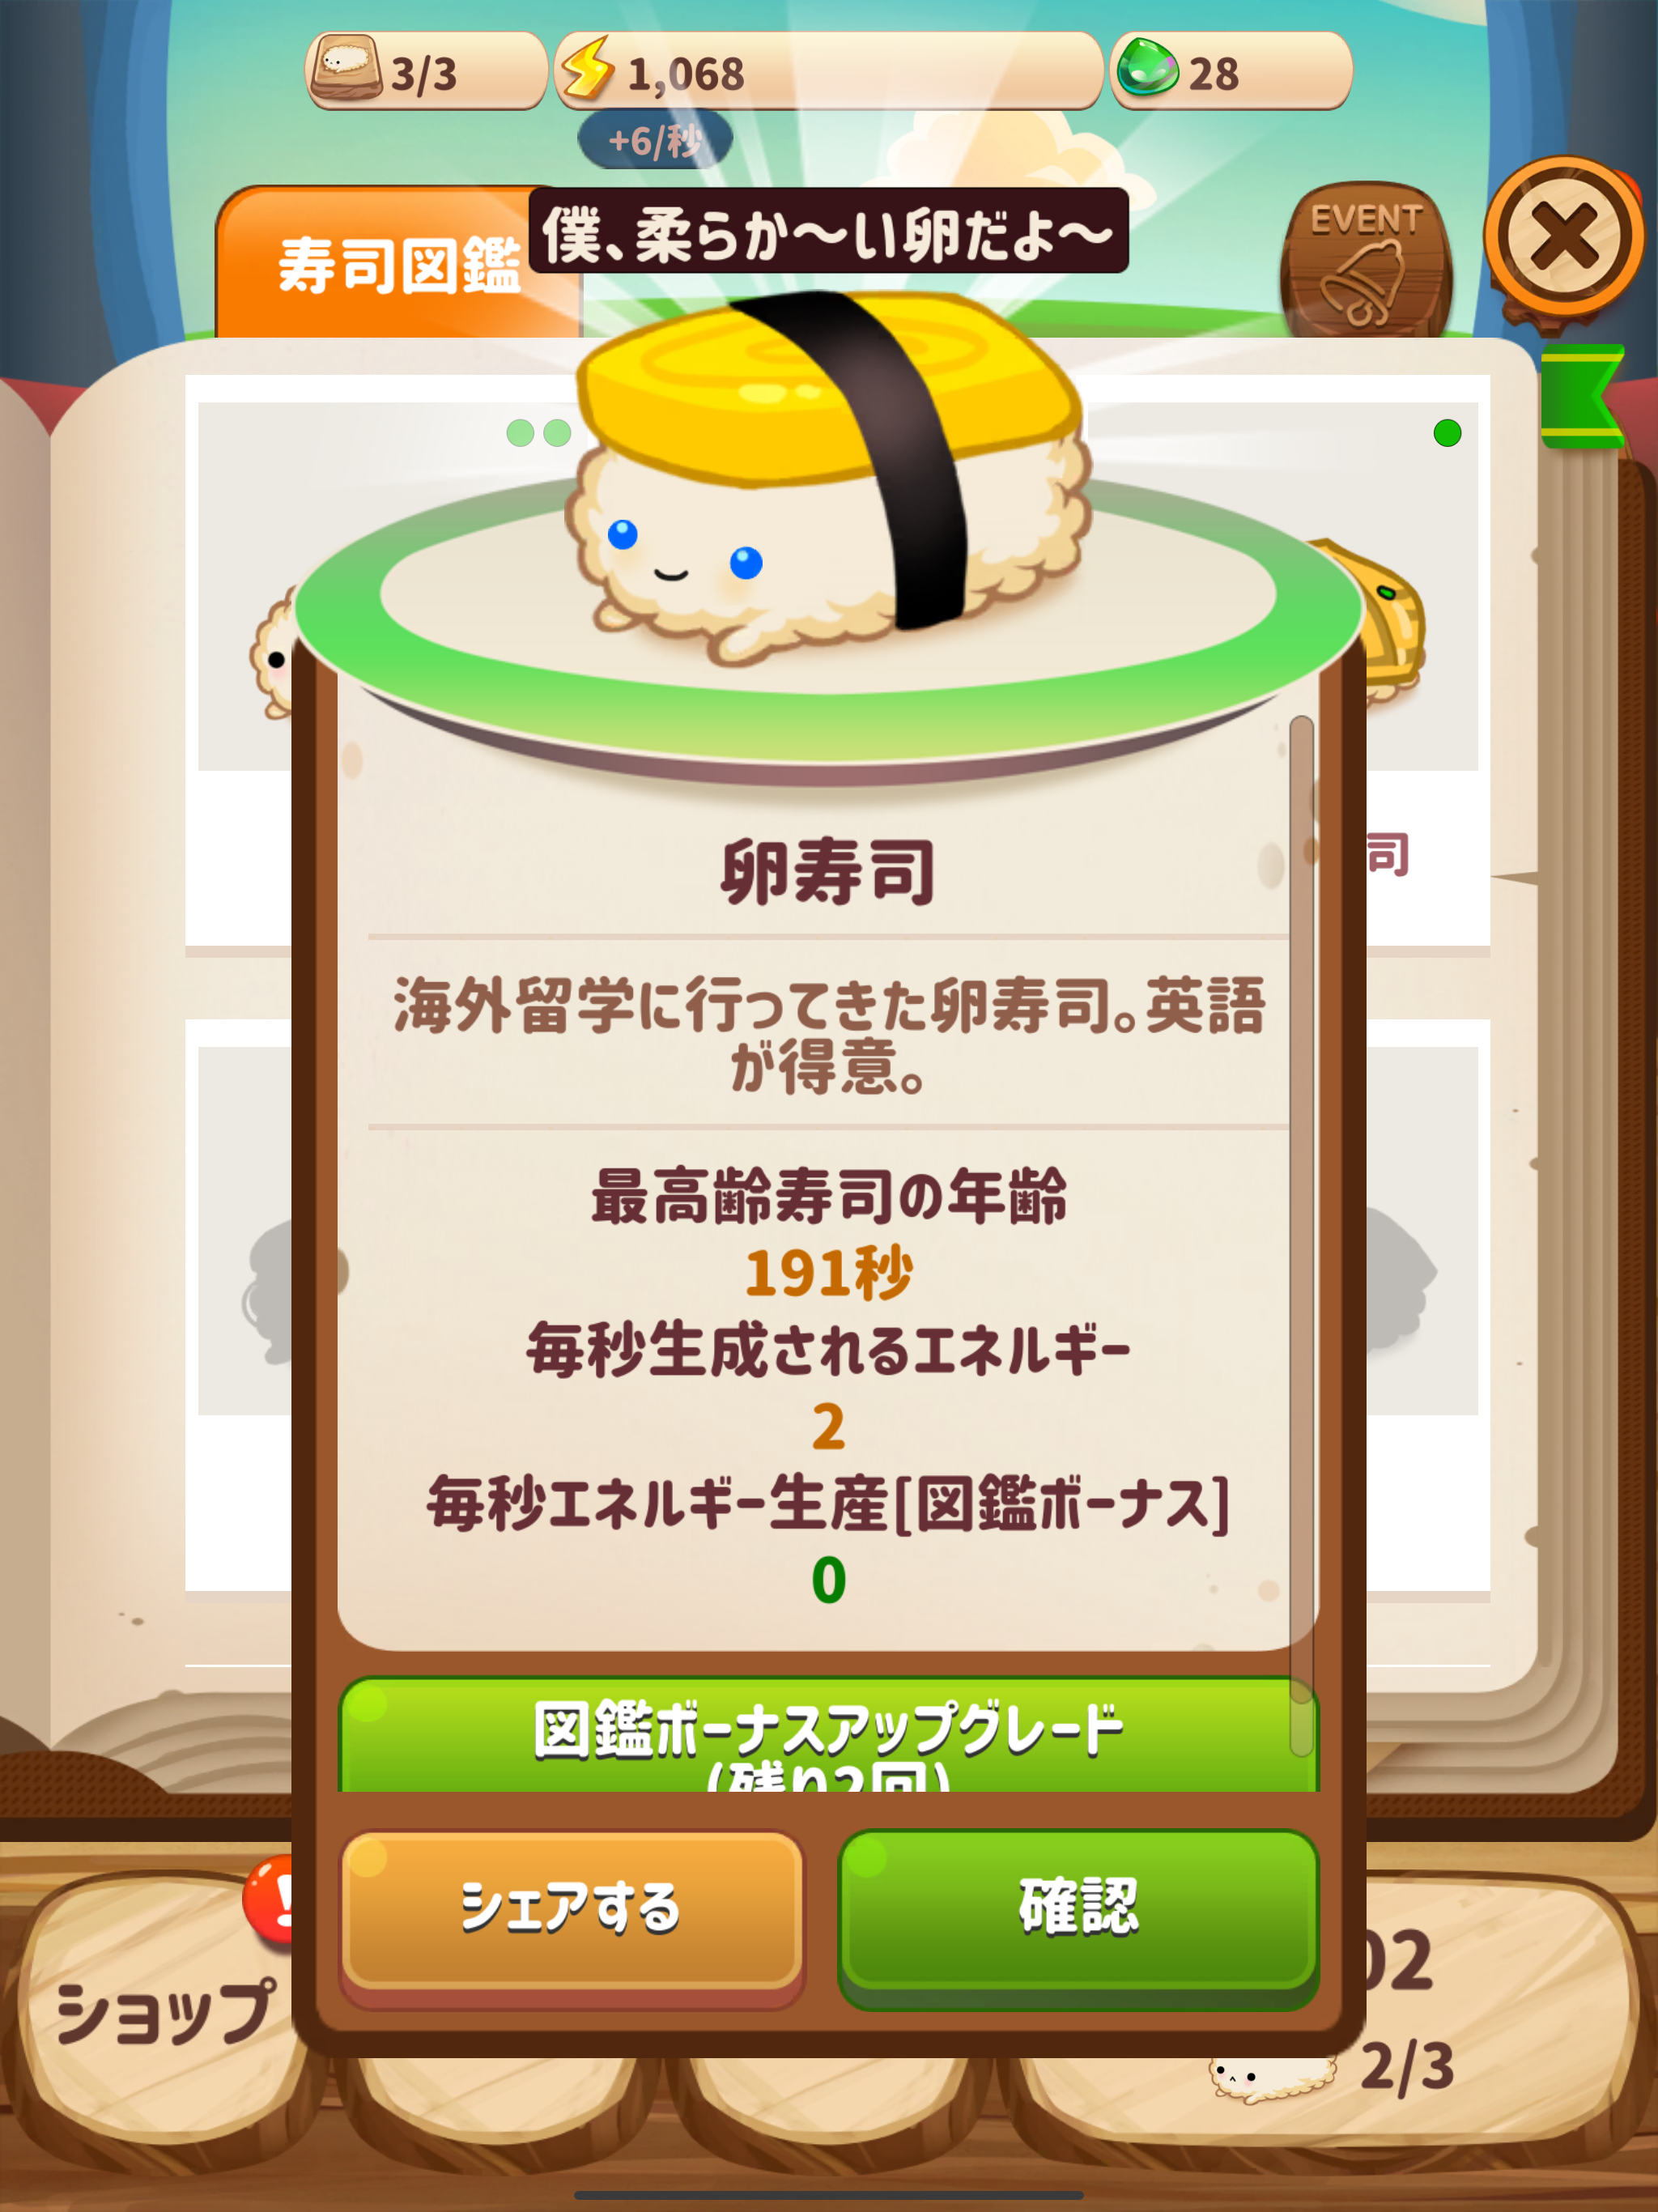 3/3
1,068
28
+6/秒
僕、柔らか〜い卵だよ〜
寿司図鑑
EVENT
卵寿司
司
海外留学に行ってきた卵寿司。英語
が得意。
最高齢寿司の年齢
191秒
毎秒生成されるエネルギー
2
毎秒エネルギー生産[図鑑ボーナス]
0
図鑑ボーナスアップグレード
(残り2回)
シェアする
確認
ショップ
02
2/3